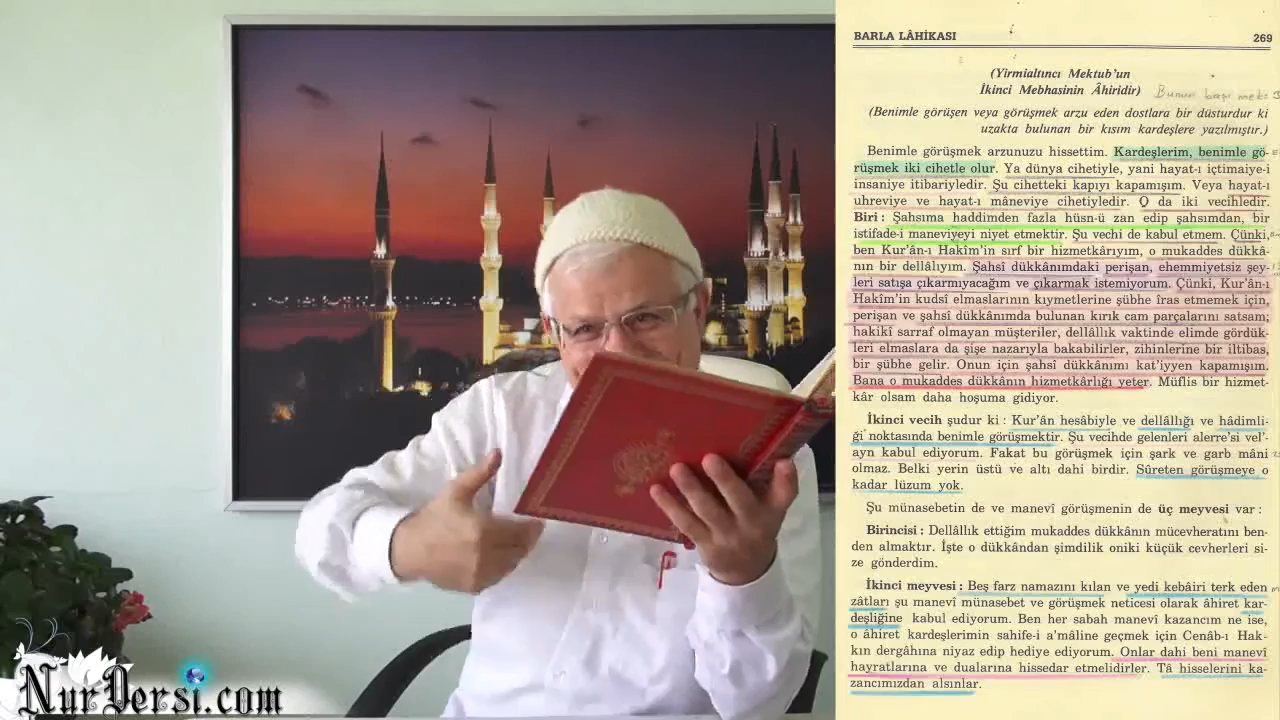 BARLA LÂHİKASI 269
(Yirmialtıncı Mektub'un
İkinci Mebhasinin Âhiridir)
Bunun başı mek:
(Benimle görüşen veya görüşmek arzu eden dostlara bir düsturdur ki
uzakta bulunan bir kısım kardeşlere yazılmıştır.)
Benimle görüşmek arzunuzu hissettim. Kardeşlerim, benimle gö-
rüşmek iki cihetle olur. Ya dünya cihetiyle, yani hayat-ı içtimaiye-i
insaniye itibariyledir. Şu cihetteki kapıyı kapamışım. Veya hayat-ı
uhreviye ve hayat-ı mâneviye cihetiyledir. O da iki vecihledir.
Biri: Şahsıma haddimden fazla hüsn-ü zan edip şahsımdan, bir
istifade-i maneviyeyi niyet etmektir. Şu vechi de kabul etmem. Çünki,
ben Kur'ân-ı Hakîm'in sırf bir hizmetkârıyım, o mukaddes dükkâ-
nın bir dellâlıyım. Şahsî dükkânımdaki perişan, ehemmiyetsiz şey-
leri satışa çıkarmıyacağım ve çıkarmak istemiyorum. Çünki, Kur'ân-ı
Hakîm'in kudsî elmaslarının kıymetlerine şübhe îras etmemek için,
perişan ve şahsî dükkânımda bulunan kırık cam parçalarını satsam;
hakikî sarraf olmayan müşteriler, dellâllık vaktinde elimde gördük-
leri elmaslara da şişe nazarıyla bakabilirler, zihinlerine bir iltibas,
bir şübhe gelir. Onun için şahsî dükkânımı kat'iyyen kapamışım.
Bana o mukaddes dükkânın hizmetkârlığı yeter. Müflis bir hizmet-
kâr olsam daha hoşuma gidiyor.
İkinci vecih şudur ki: Kur'ân hesâbiyle ve dellâllığı ve hâdimli-
ği noktasında benimle görüşmektir. Şu vecihde gelenleri alerre'si vel'-
ayn kabul ediyorum. Fakat bu görüşmek için şark ve garb mâni
olmaz. Belki yerin üstü ve altı dahi birdir. Sûreten görüşmeye o
kadar lüzum yok.
Şu münasebetin de ve manevî görüşmenin de üç meyvesi var:
Birincisi: Dellâllık ettiğim mukaddes dükkânın mücevheratını ben-
den almaktır. İşte o dükkândan şimdilik oniki küçük cevherleri si-
ze gönderdim.
İkinci meyvesi: Beş farz namazını kılan ve yedi kebâiri terk eden
zâtları şu manevî münasebet ve görüşmek neticesi olarak âhiret kar-
deşliğine kabul ediyorum. Ben her sabah manevî kazancım ne ise,
o âhiret kardeşlerimin sahife-i a'mâline geçmek için Cenâb-ı Hak-
kın dergâhına niyaz edip hediye ediyorum. Onlar dahi beni manevî
hayratlarına ve dualarına hissedar etmelidirler. Tâ hisselerini ka-
zancımızdan alsınlar.
NurDersi.com